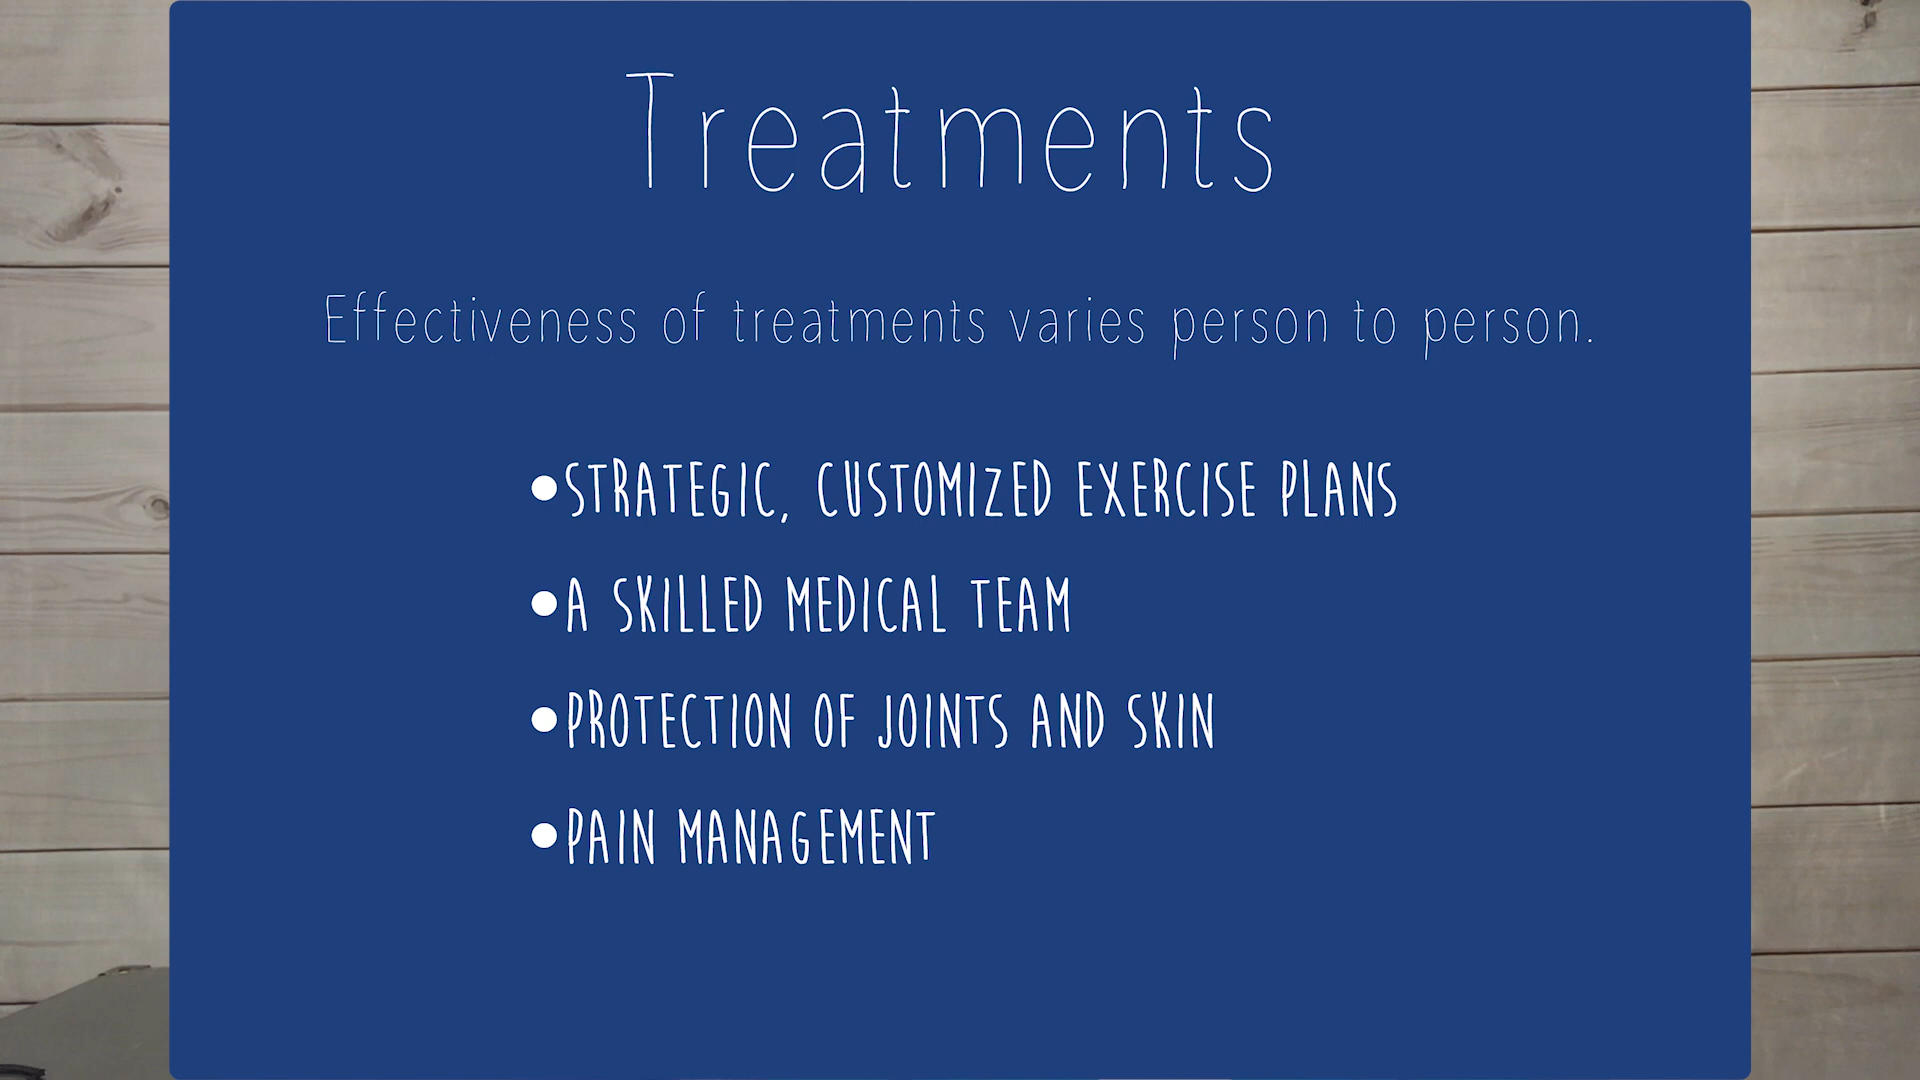 Treatments
Effectiveness of treatments varies person to person.
•STRATEGIC, CUSTOMIZED EXERCISE PLANS
•A SKILLED MEDICAL TEAM
•PROTECTION OF JOINTS AND SKIN
•PAIN MANAGEMENT